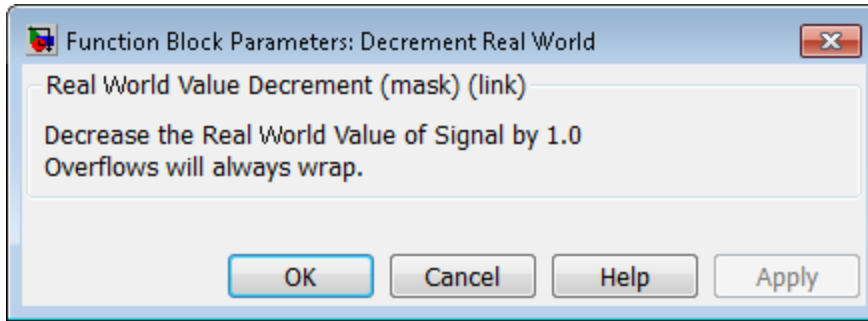 Function Block Parameters: Decrement Real World
Real World Value Decrement (mask) (link)
Decrease the Real World Value of Signal by 1.0
Overflows will always wrap.
OK Cancel Help Apply